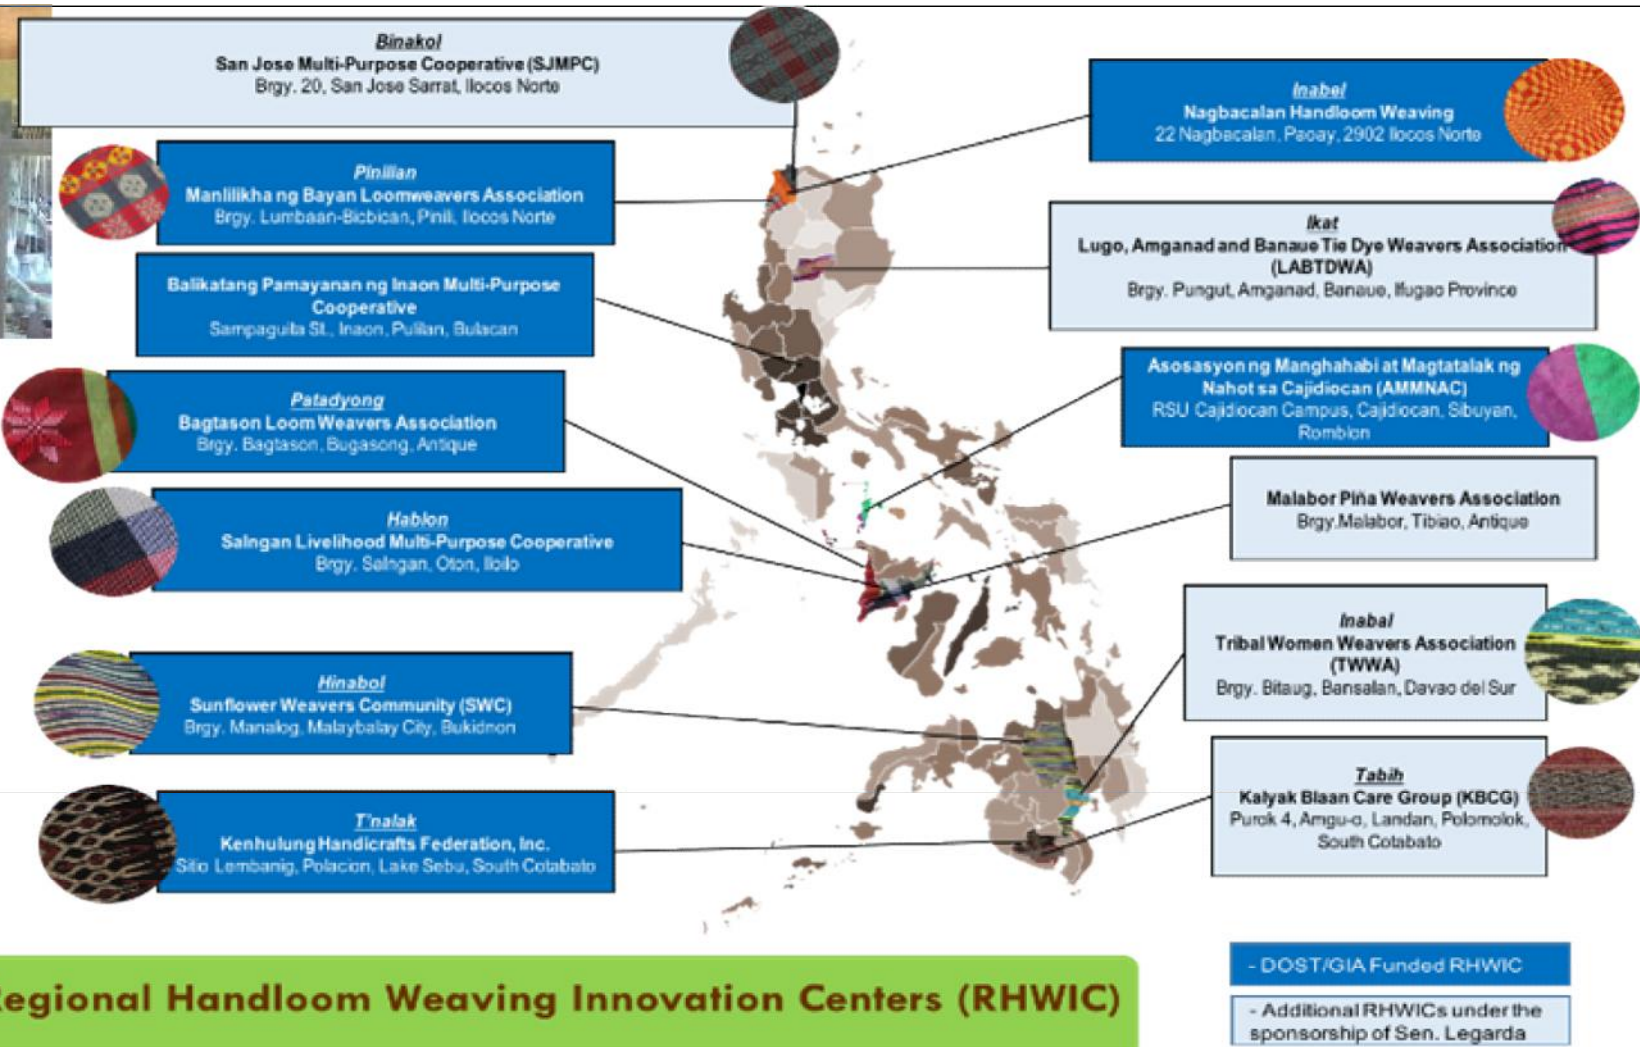 Binakol
San Jose Multi-Purpose Cooperative (SJMPC)
Brgy. 20, San Jose Sarrat, Ilocos Norte
Inabel
Nagbacalan Handloom Weaving
22 Nagbacalan, Paoay, 2902 Ilocos Norte
Pinilian
Manlilikha ng Bayan Loomweavers Association
Brgy. Lumbaan-Bicbican, Pinili, Ilocos Norte
Ikat
Lugo, Amganad and Banaue Tie Dye Weavers Association
(LABTDWA)
Brgy. Pungut, Amganad, Banaue, Ifugao Province
Balikatang Pamayanan ng Inaon Multi-Purpose
Cooperative
Sampaguita St., Inaon, Pulilan, Bulacan
Asosasyon ng Manghahabi at Magtatalak ng
Nahot sa Cajidiocan (AMMNAC)
RSU Cajidiocan Campus, Cajidiocan, Sibuyan,
Romblon
Patadyong
Bagtason Loom Weavers Association
Brgy. Bagtason, Bugasong, Antique
Malabor Piña Weavers Association
Brgy.Malabor, Tibiao, Antique
Hablon
Salngan Livelihood Multi-Purpose Cooperative
Brgy. Salngan, Oton, Iloilo
Inabal
Tribal Women Weavers Association
(TWWA)
Brgy. Bitaug, Bansalan, Davao del Sur
Hinabol
Sunflower Weavers Community (SWC)
Brgy. Manalog, Malaybalay City, Bukidnon
Tabih
Kalyak Blaan Care Group (KBCG)
Purok 4, Amgu-o, Landan, Polomolok,
South Cotabato
T'nalak
Kenhulung Handicrafts Federation, Inc.
Sitio Lembanig, Polacion, Lake Sebu, South Cotabato
Regional Handloom Weaving Innovation Centers (RHWIC)
- DOST/GIA Funded RHWIC
- Additional RHWICs under the
sponsorship of Sen. Legarda